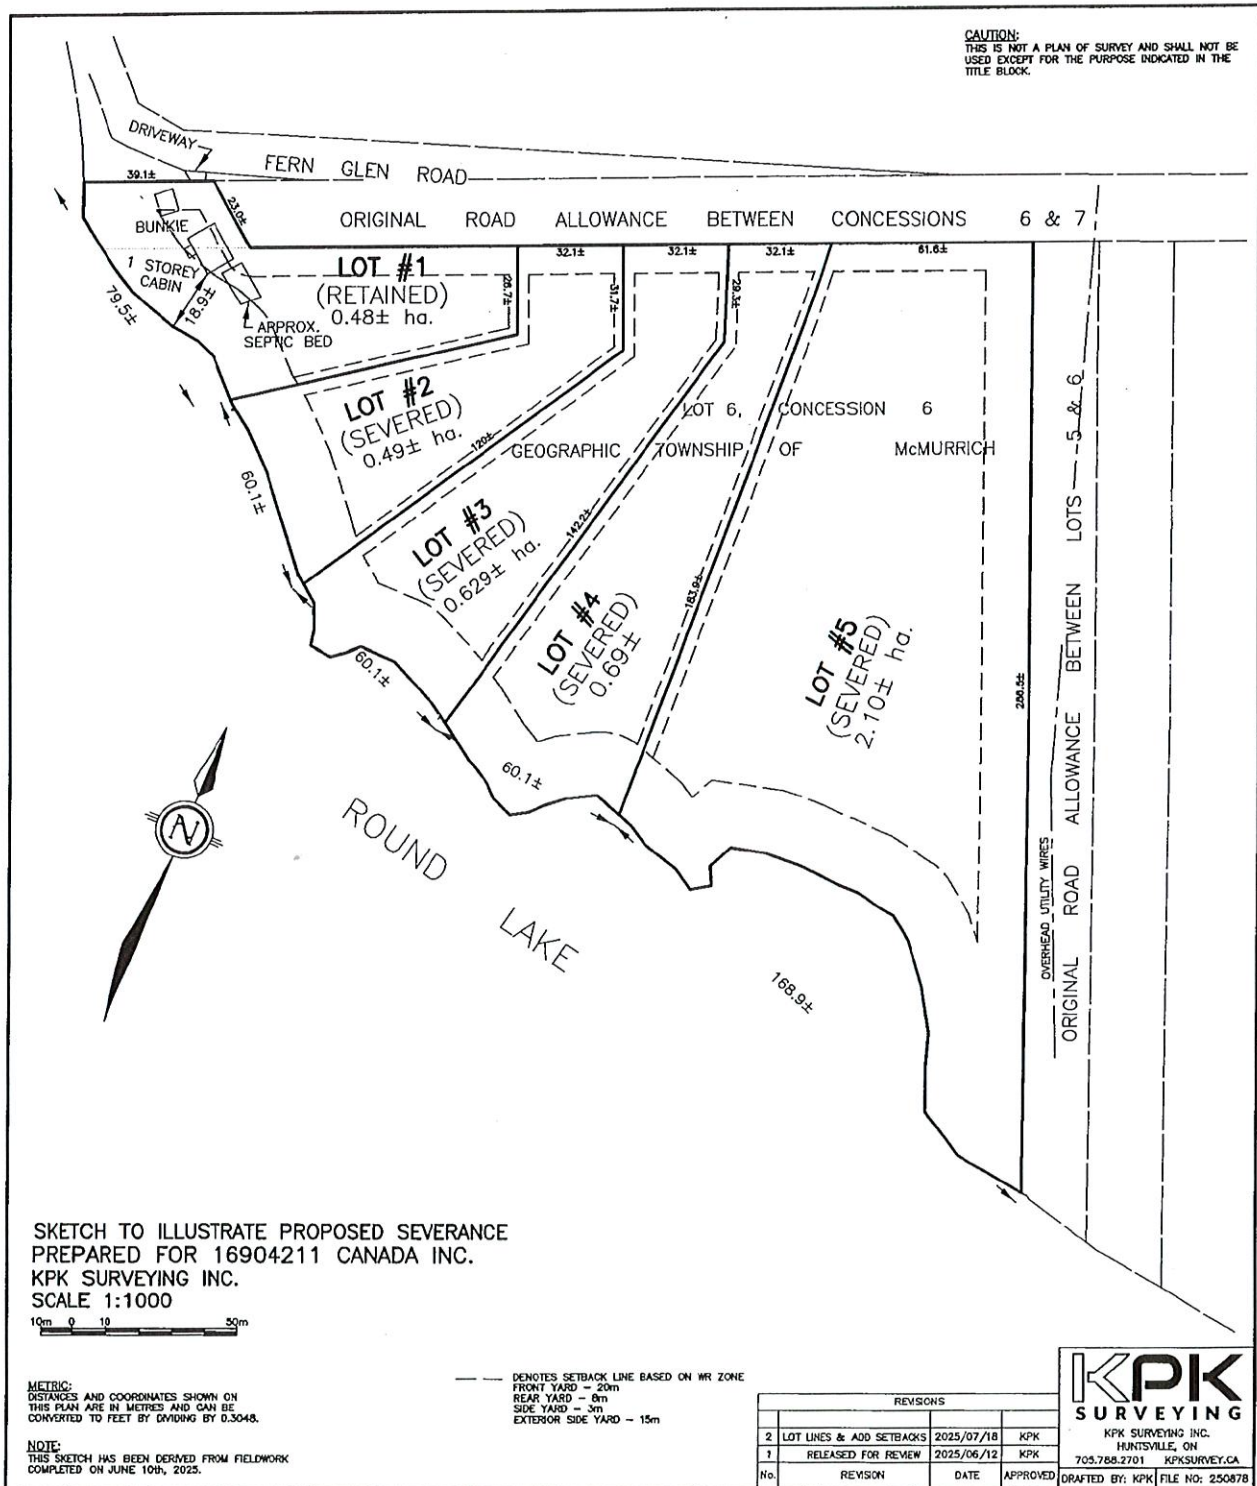 CAUTION:
THIS IS NOT A PLAN OF SURVEY AND SHALL NOT BE
USED EXCEPT FOR THE PURPOSE INDICATED IN THE
TITLE BLOCK.
DRIVEWAY
FERN GLEN ROAD
39.1±
23.0±
ORIGINAL ROAD ALLOWANCE BETWEEN CONCESSIONS 6 & 7
BUNKIE
1 STOREY
CABIN
79.5±
18.9±
APPROX.
SEPTIC BED
LOT #1
(RETAINED)
0.48± ha.
32.1±
32.1±
32.1±
61.6±
31.7±
29.3±
LOT #2
(SEVERED)
0.49± ha.
120±
60.1±
LOT 6, CONCESSION 6
GEOGRAPHIC TOWNSHIP OF McMURRICH
LOT #3
(SEVERED)
0.629± ha.
142.2±
60.1±
LOT #4
(SEVERED)
0.69±
183.9±
60.1±
LOT #5
(SEVERED)
2.10± ha.
168.9±
ORIGINAL ROAD ALLOWANCE BETWEEN LOTS 5 & 6
OVERHEAD UTILITY WIRES
ROUND
LAKE
N
SKETCH TO ILLUSTRATE PROPOSED SEVERANCE
PREPARED FOR 16904211 CANADA INC.
KPK SURVEYING INC.
SCALE 1:1000
10m 0 10 50m
METRIC:
DISTANCES AND COORDINATES SHOWN ON
THIS PLAN ARE IN METRES AND CAN BE
CONVERTED TO FEET BY DIVIDING BY 0.3048.
NOTE:
THIS SKETCH HAS BEEN DERIVED FROM FIELDWORK
COMPLETED ON JUNE 10th, 2025.
DENOTES SETBACK LINE BASED ON WR ZONE
FRONT YARD - 20m
REAR YARD - 8m
SIDE YARD - 3m
EXTERIOR SIDE YARD - 15m
REVISIONS
2 LOT LINES & ADD SETBACKS 2025/07/18 KPK
1 RELEASED FOR REVIEW 2025/06/12 KPK
No. REVISION DATE APPROVED
KPK
SURVEYING
KPK SURVEYING INC.
HUNTSVILLE, ON
705.788.2701 KPKSURVEY.CA
DRAFTED BY: KPK FILE NO: 250878